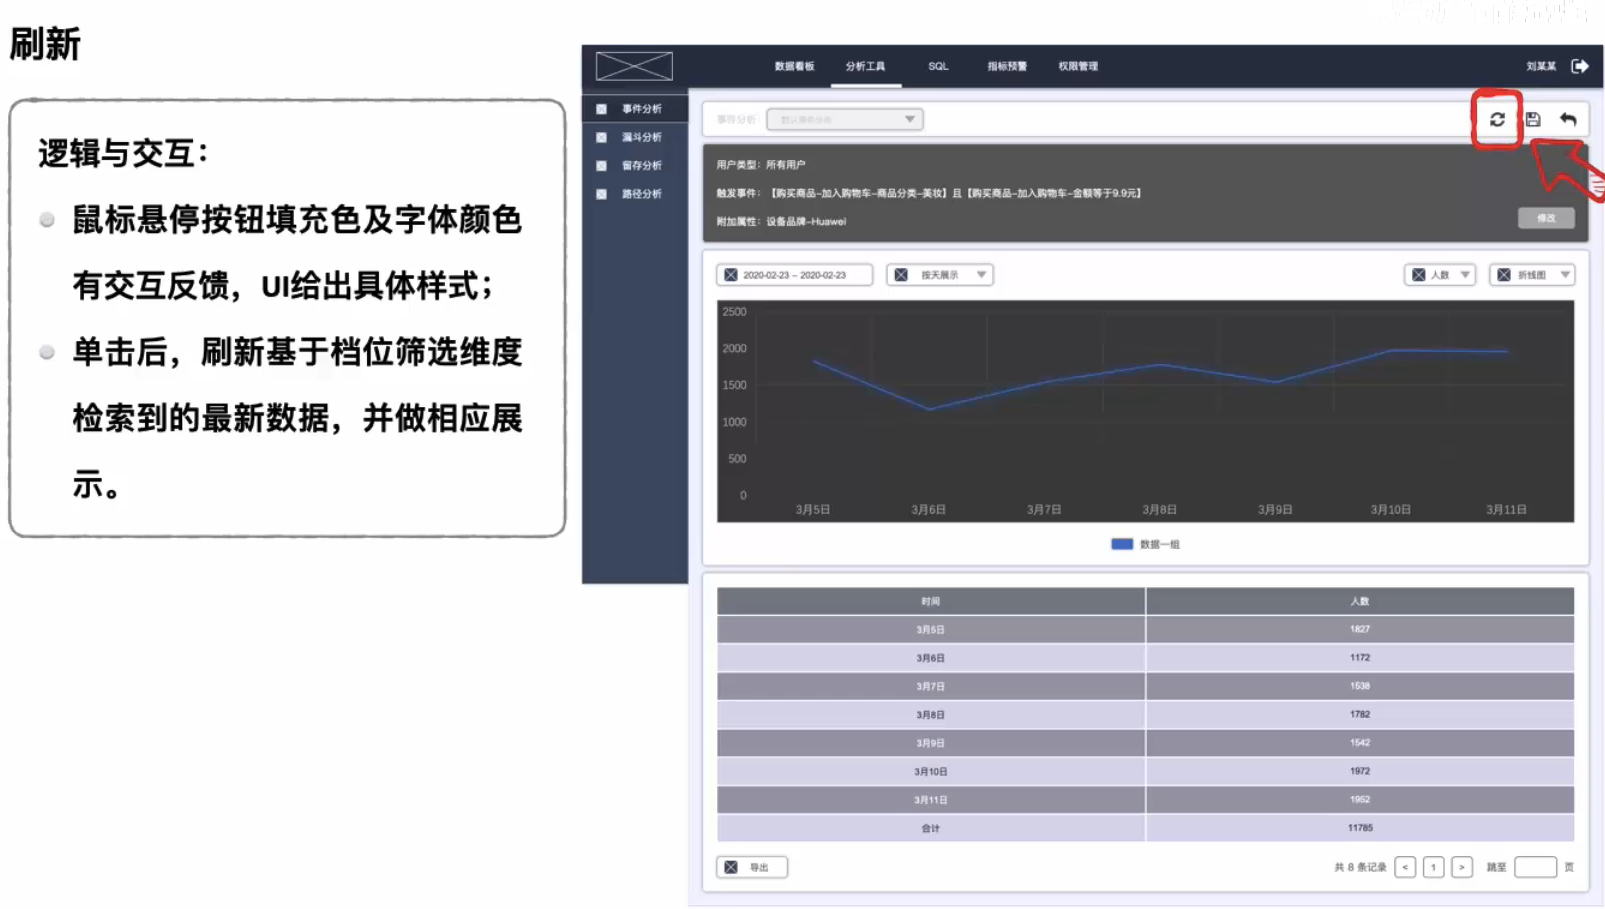 刷新
逻辑与交互：
鼠标悬停按钮填充色及字体颜色
有交互反馈，UI给出具体样式；
单击后，刷新基于档位筛选维度
检索到的最新数据，并做相应展
示。
数据看板 分析工具 SQL 指标预警 权限管理 刘某某
事件分析
漏斗分析
留存分析
路径分析
事件分析 默认事件分析
用户类型：所有用户
触发事件：【购买商品-加入购物车-商品分类-美妆】且【购买商品-加入购物车-金额等于9.9元】
附加属性：设备品牌-Huawei
修改
2020-02-23 ~ 2020-02-23 按天展示 人数 折线图
2500
2000
1500
1000
500
0
3月5日 3月6日 3月7日 3月8日 3月9日 3月10日 3月11日
数据一组
时间 人数
3月5日 1827
3月6日 1172
3月7日 1538
3月8日 1782
3月9日 1542
3月10日 1972
3月11日 1952
合计 11785
导出 共 8 条记录 < 1 > 跳至 页